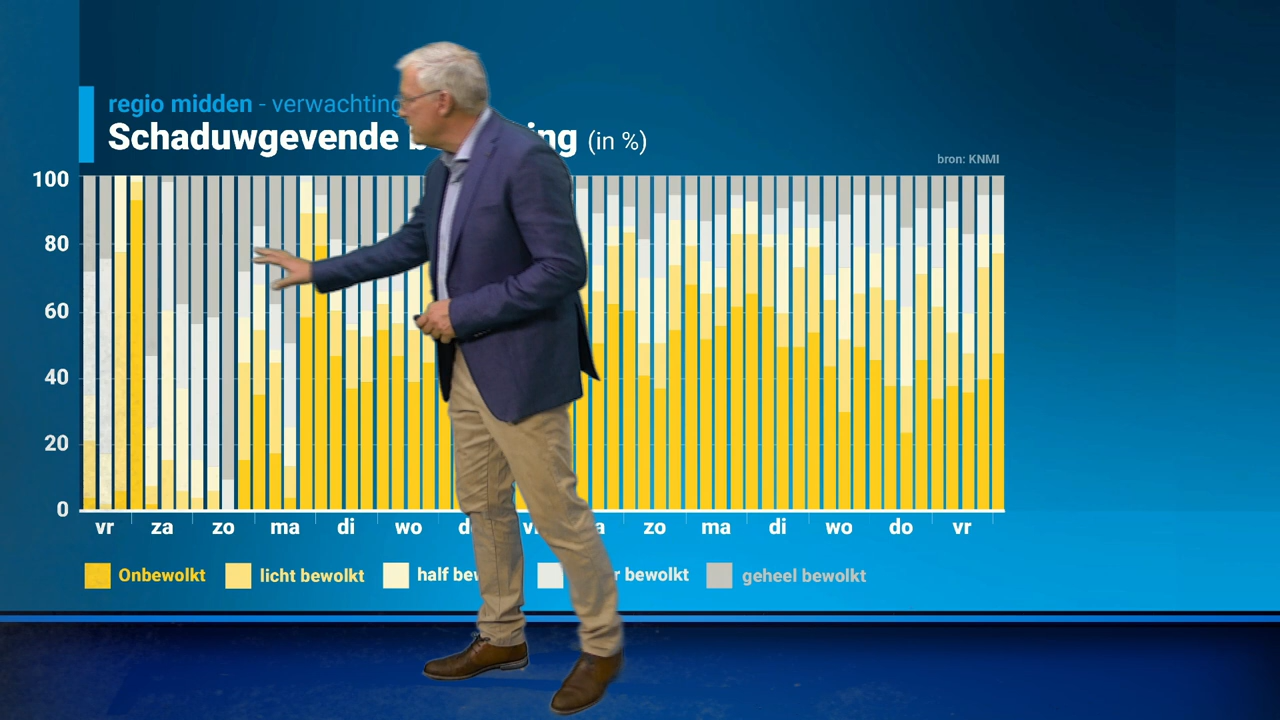 regio midden - verwachting
Schaduwgevende (in %)
bron: KNMI
100
80
60
40
20
0
vr za zo ma di wo zo ma di wo do vr
Onbewolkt licht bewolkt half bewolkt geheel bewolkt